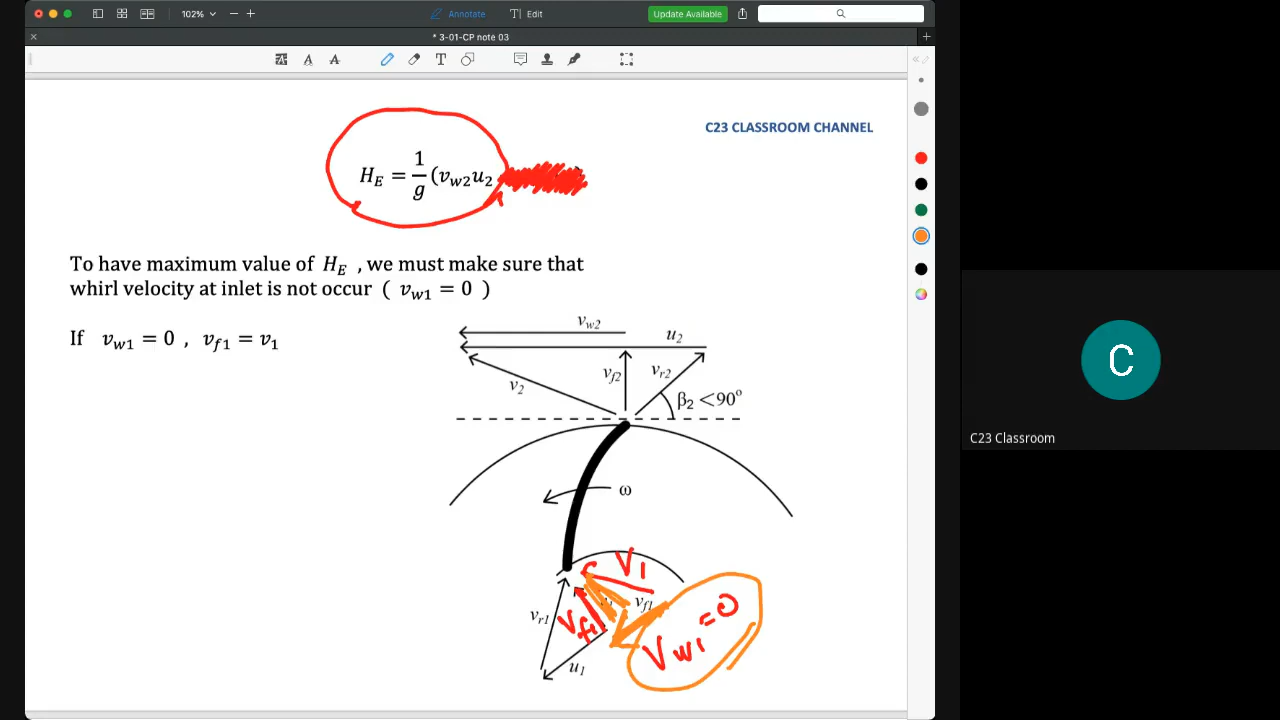 102%
Annotate
Edit
Update Available
* 3-01-CP note 03
C23 CLASSROOM CHANNEL
H_E = 1/g (v_w2 u_2
To have maximum value of H_E , we must make sure that
whirl velocity at inlet is not occur ( v_w1 = 0 )
If v_w1 = 0 , v_f1 = v_1
v_w2
u_2
v_2
v_f2
v_r2
β_2 <90°
ω
V_1
v_r1
V_f1
v_f1
u_1
V_w1 = 0
C
C23 Classroom